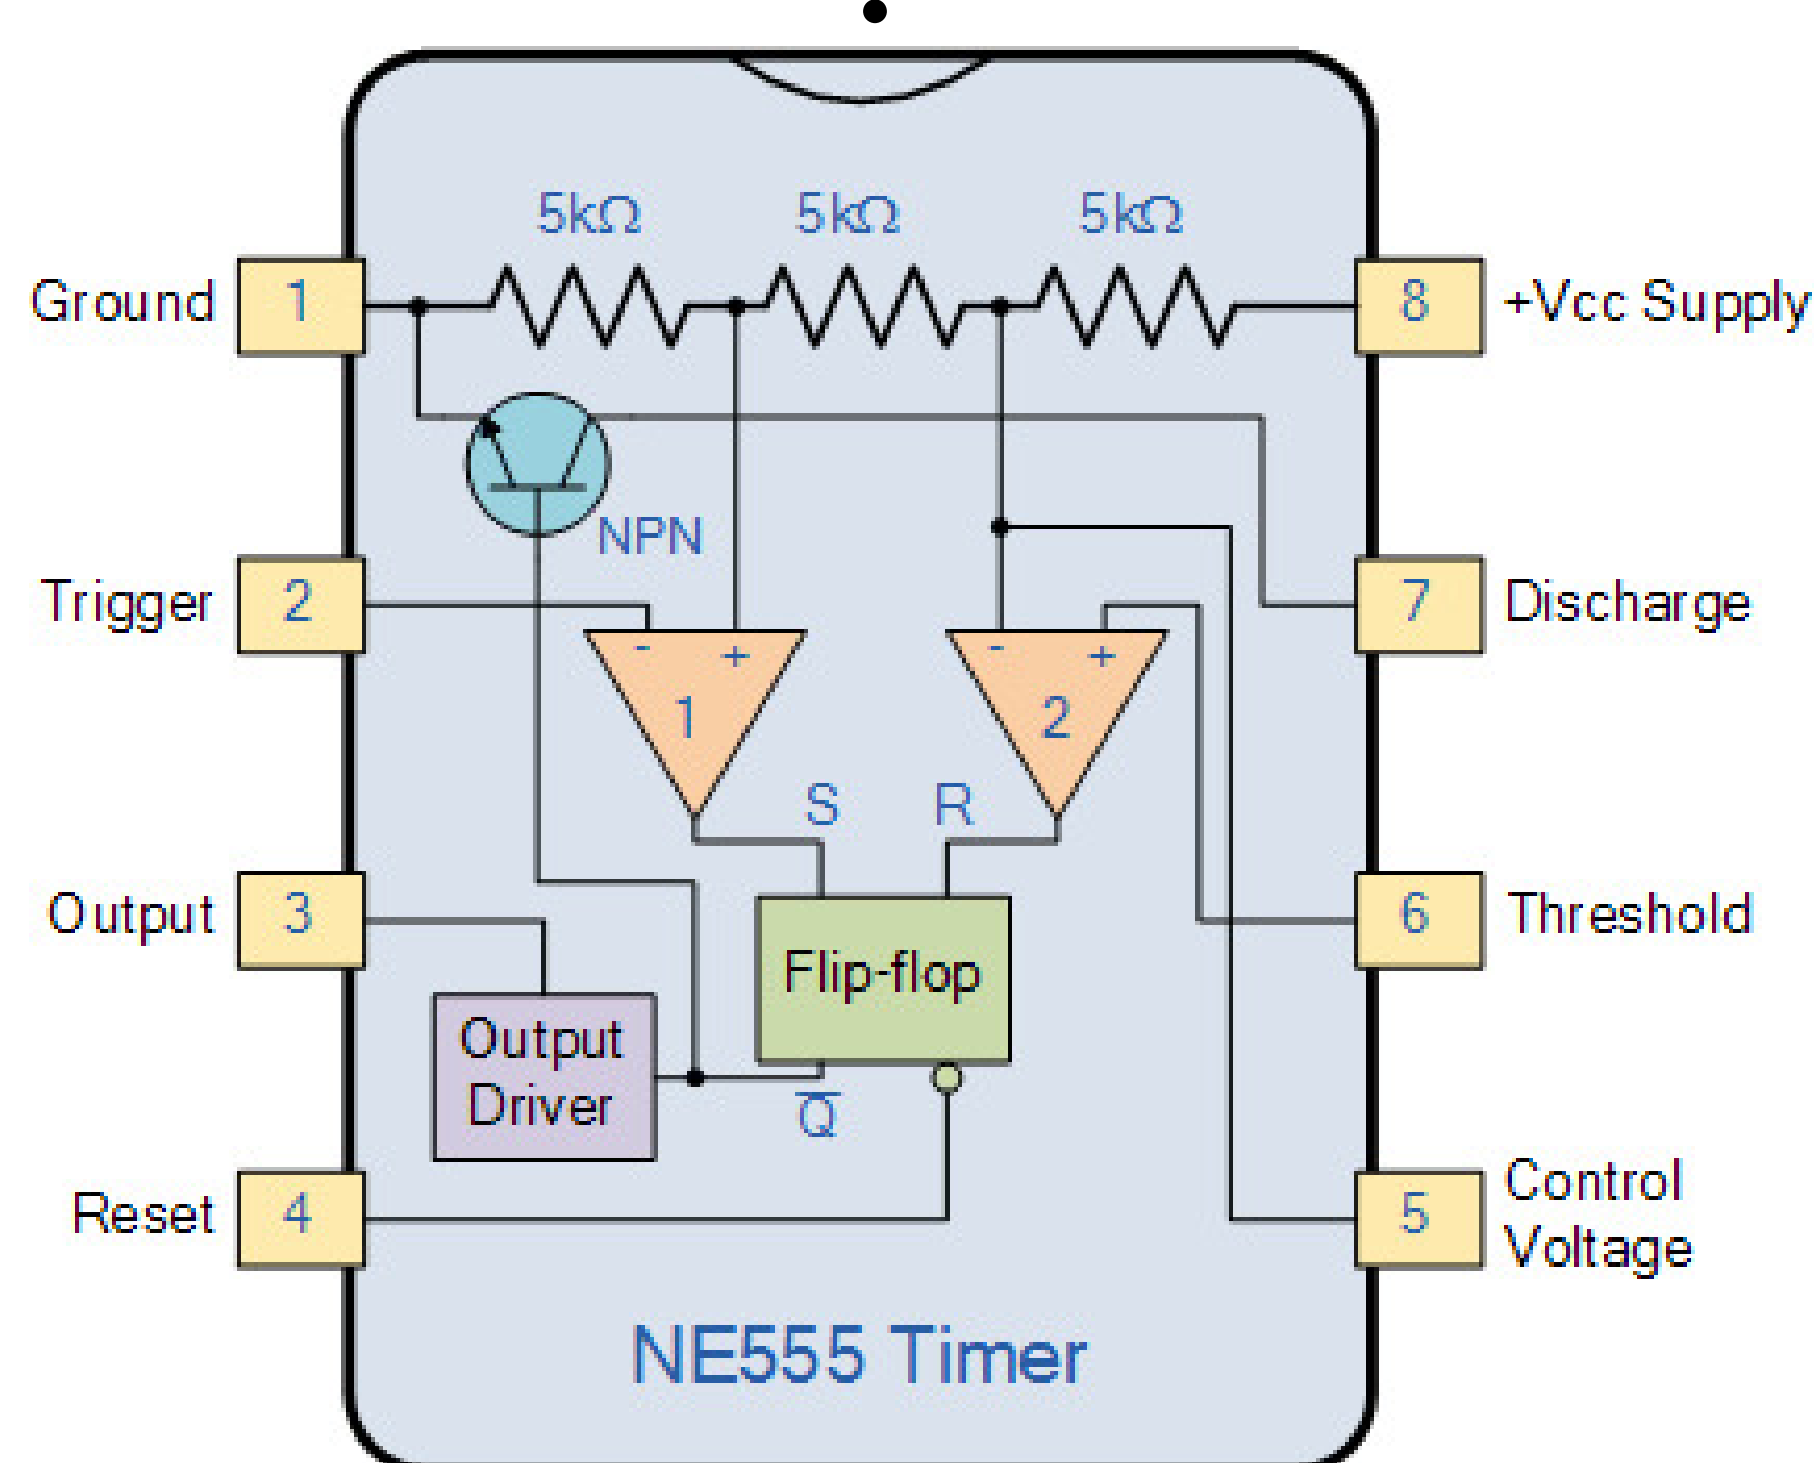 5kΩ 5kΩ 5kΩ
Ground 1 8 +Vcc Supply
NPN
Trigger 2 7 Discharge
- + - +
1 2
S R
Output 3 6 Threshold
Flip-flop
Output
Driver
Q̅
Reset 4 5 Control
Voltage
NE555 Timer